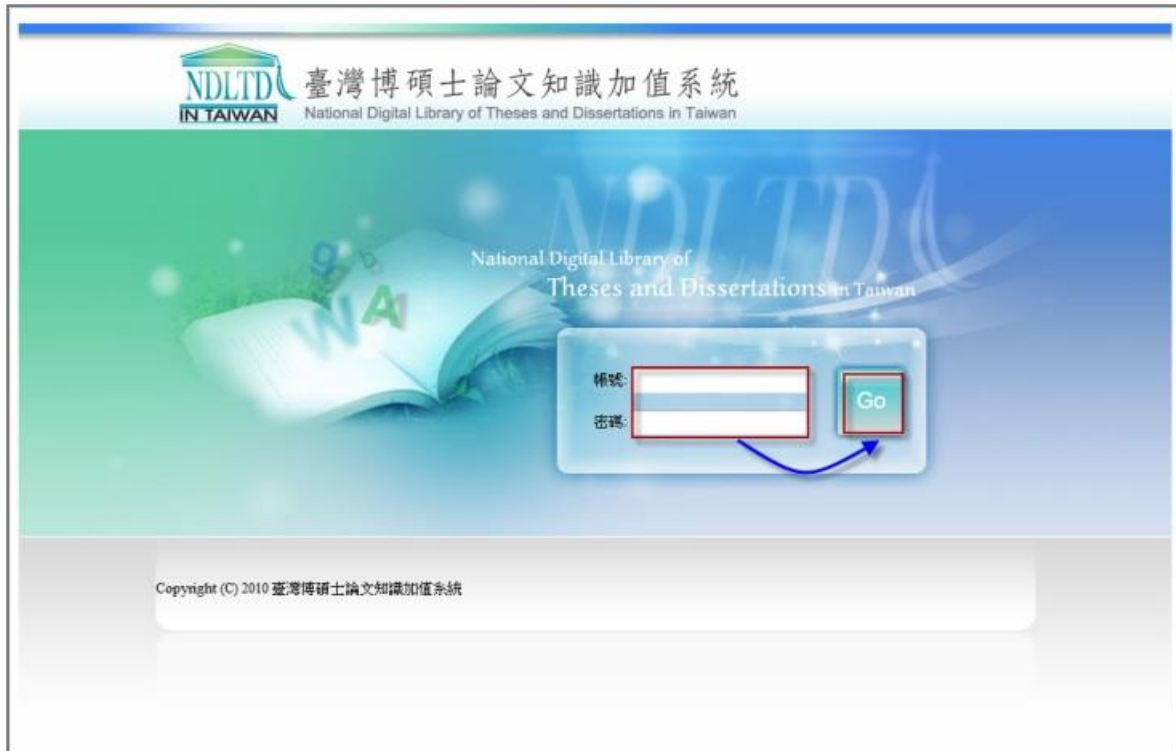 NDLTD
IN TAIWAN
臺灣博碩士論文知識加值系統
National Digital Library of Theses and Dissertations in Taiwan
NDLTD
g
b
W
A
National Digital Library of
Theses and Dissertations in Taiwan
帳號:
密碼:
Go
Copyright (C) 2010 臺灣博碩士論文知識加值系統